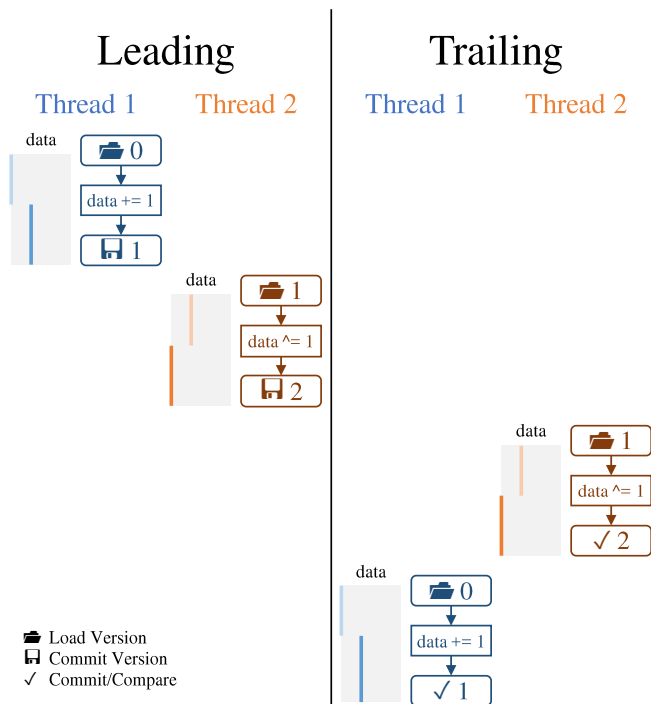 Leading
Trailing
Thread 1
Thread 2
Thread 1
Thread 2
data
0
data += 1
1
data
1
data ^= 1
2
data
1
data ^= 1
✓ 2
data
0
data += 1
✓ 1
Load Version
Commit Version
✓ Commit/Compare